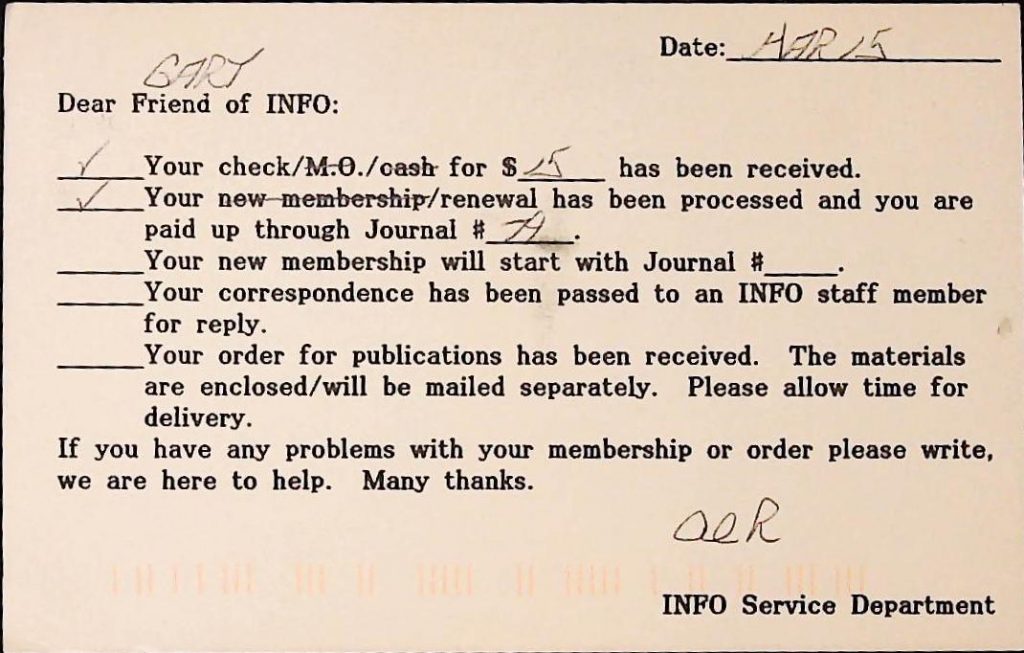 Date: MAR 15
GARY
Dear Friend of INFO:
✓ Your check/M.O./cash for $ 15 has been received.
✓ Your new membership/renewal has been processed and you are
paid up through Journal # .
Your new membership will start with Journal # .
Your correspondence has been passed to an INFO staff member
for reply.
Your order for publications has been received. The materials
are enclosed/will be mailed separately. Please allow time for
delivery.
If you have any problems with your membership or order please write,
we are here to help. Many thanks.
INFO Service Department